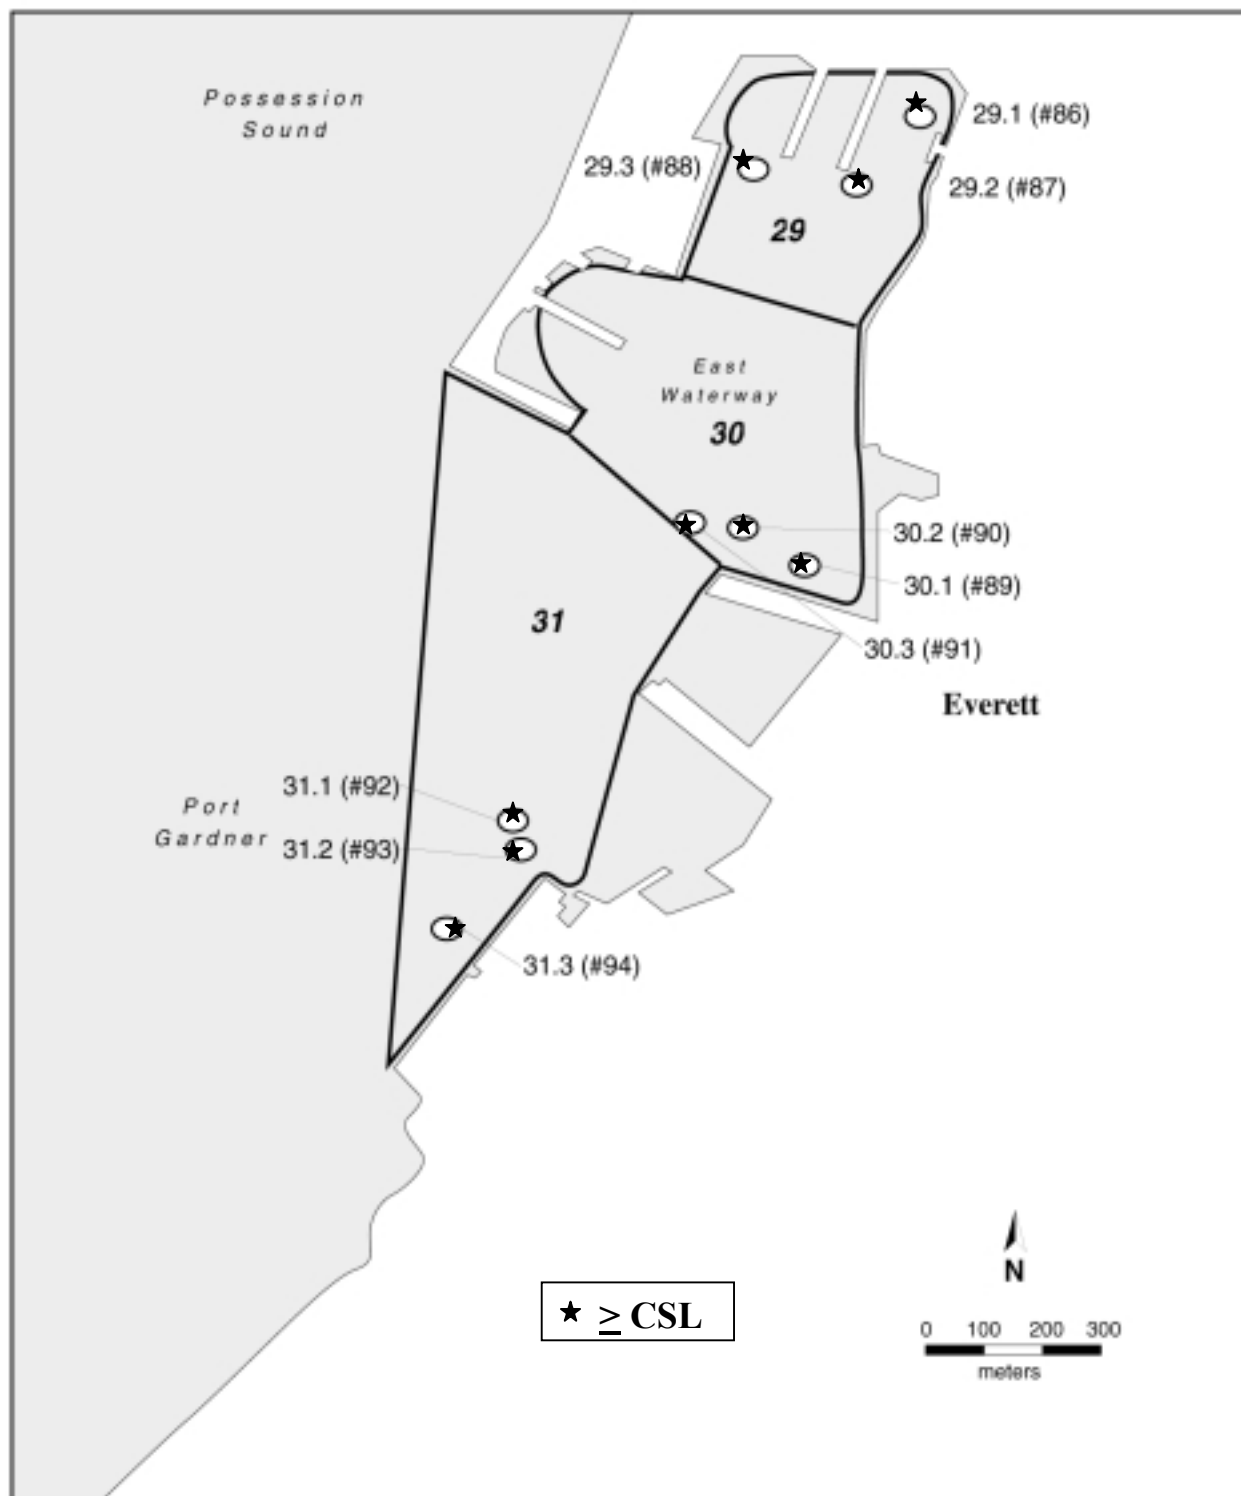 Possession
Sound
29.1 (#86)
29.3 (#88)
29.2 (#87)
29
East
Waterway
30
30.2 (#90)
30.1 (#89)
31
30.3 (#91)
Everett
31.1 (#92)
Port
Gardner
31.2 (#93)
31.3 (#94)
N
≥ CSL
0 100 200 300
meters